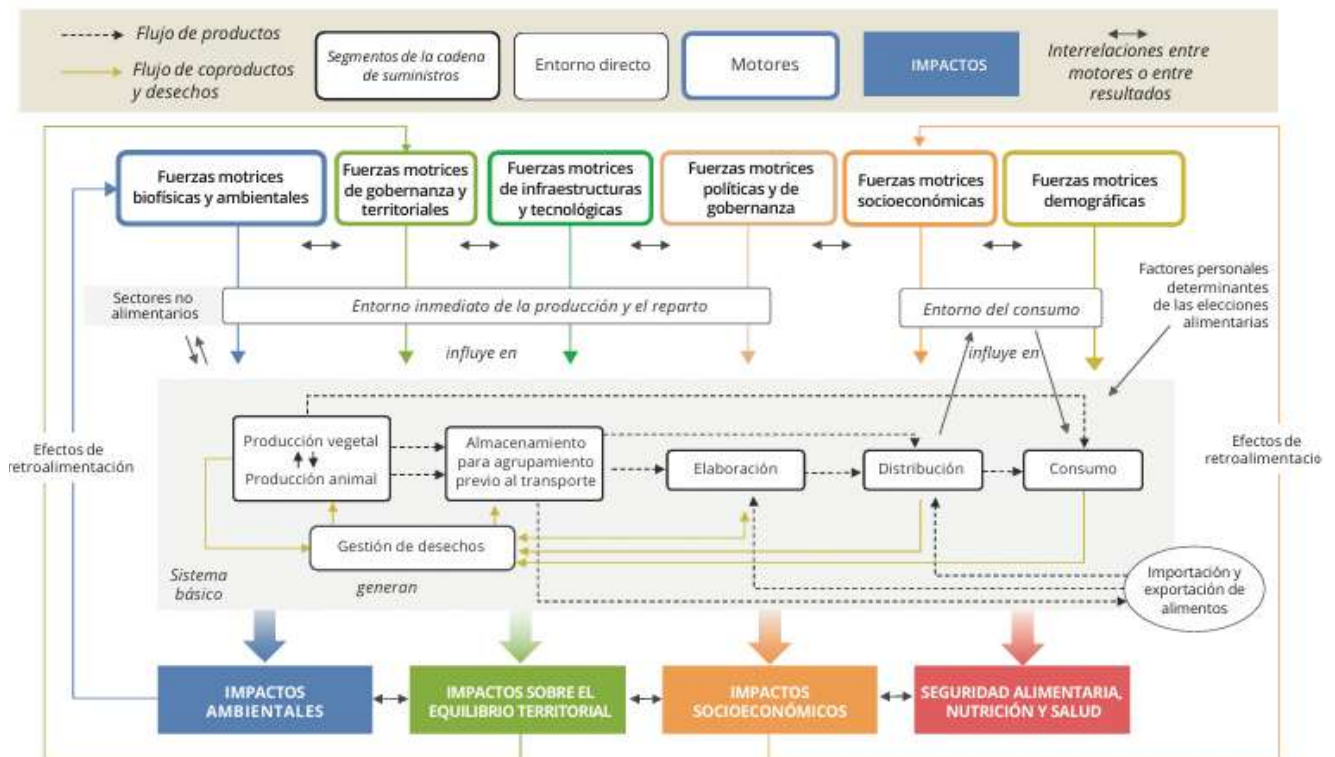 Flujo de productos
Flujo de coproductos
y desechos
Segmentos de la cadena
de suministros
Entorno directo
Motores
IMPACTOS
Interrelaciones entre
motores o entre
resultados
Fuerzas motrices
biofísicas y ambientales
Fuerzas motrices
de gobernanza y
territoriales
Fuerzas motrices
de infraestructuras
y tecnológicas
Fuerzas motrices
políticas y de
gobernanza
Fuerzas motrices
socioeconómicas
Fuerzas motrices
demográficas
Sectores no
alimentarios
Entorno inmediato de la producción y el reparto
Entorno del consumo
Factores personales
determinantes
de las elecciones
alimentarias
influye en
influye en
Efectos de
retroalimentación
Producción vegetal
Producción animal
Almacenamiento
para agrupamiento
previo al transporte
Elaboración
Distribución
Consumo
Efectos de
retroalimentacio
Gestión de desechos
Sistema
básico
generan
Importación y
exportación de
alimentos
IMPACTOS
AMBIENTALES
IMPACTOS SOBRE EL
EQUILIBRIO TERRITORIAL
IMPACTOS
SOCIOECONÓMICOS
SEGURIDAD ALIMENTARIA,
NUTRICIÓN Y SALUD